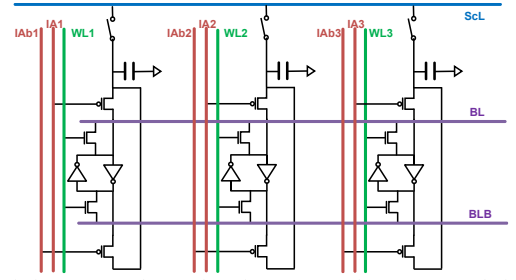 ScL
IA1 IA2 IA3
IAb1 WL1 IAb2 WL2 IAb3 WL3
BL
BLB